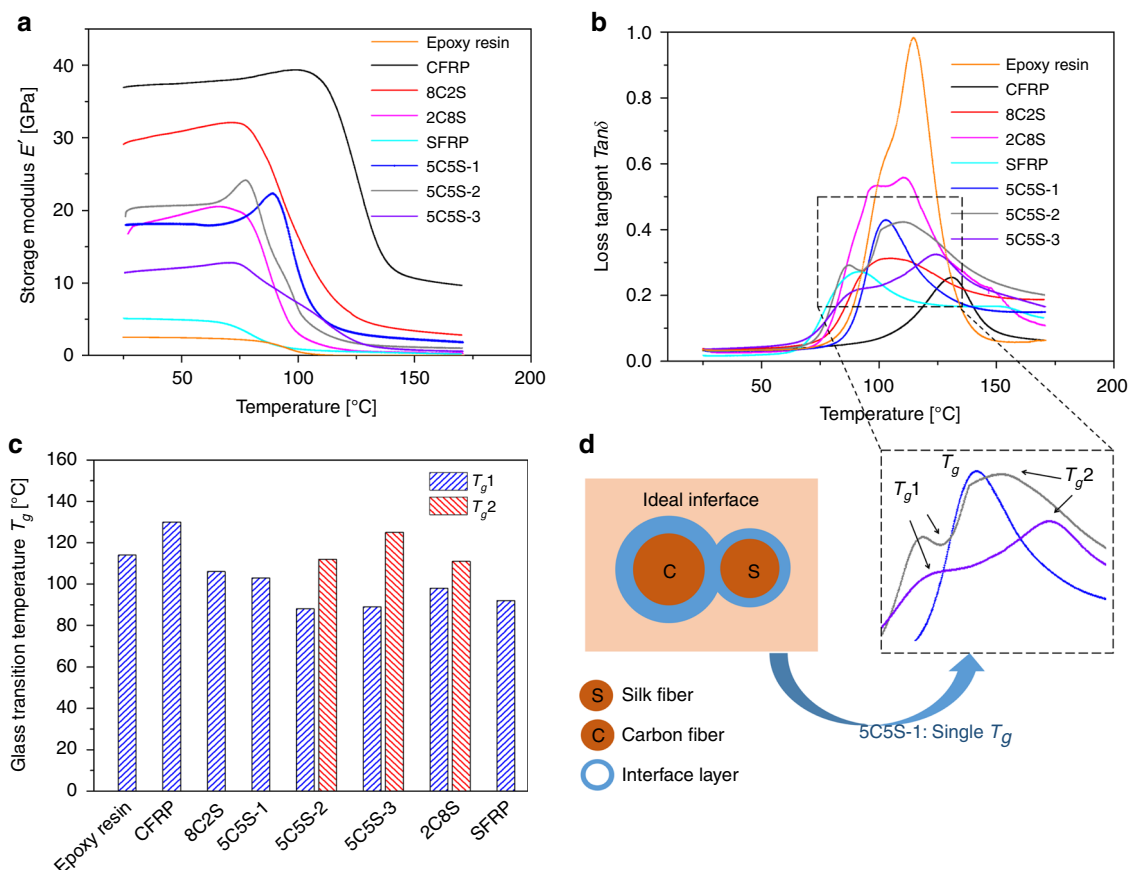 a
Storage modulus E′ [GPa]
40
30
20
10
0
50
100
150
200
Temperature [°C]
Epoxy resin
CFRP
8C2S
2C8S
SFRP
5C5S-1
5C5S-2
5C5S-3
b
Loss tangent Tanδ
1.0
0.8
0.6
0.4
0.2
0.0
50
100
150
200
Temperature [°C]
Epoxy resin
CFRP
8C2S
2C8S
SFRP
5C5S-1
5C5S-2
5C5S-3
c
Glass transition temperature Tg [°C]
160
140
120
100
80
60
40
20
0
Tg1
Tg2
Epoxy resin
CFRP
8C2S
5C5S-1
5C5S-2
5C5S-3
2C8S
SFRP
d
Ideal inferface
C
S
S Silk fiber
C Carbon fiber
Interface layer
Tg
Tg1
Tg2
5C5S-1: Single Tg